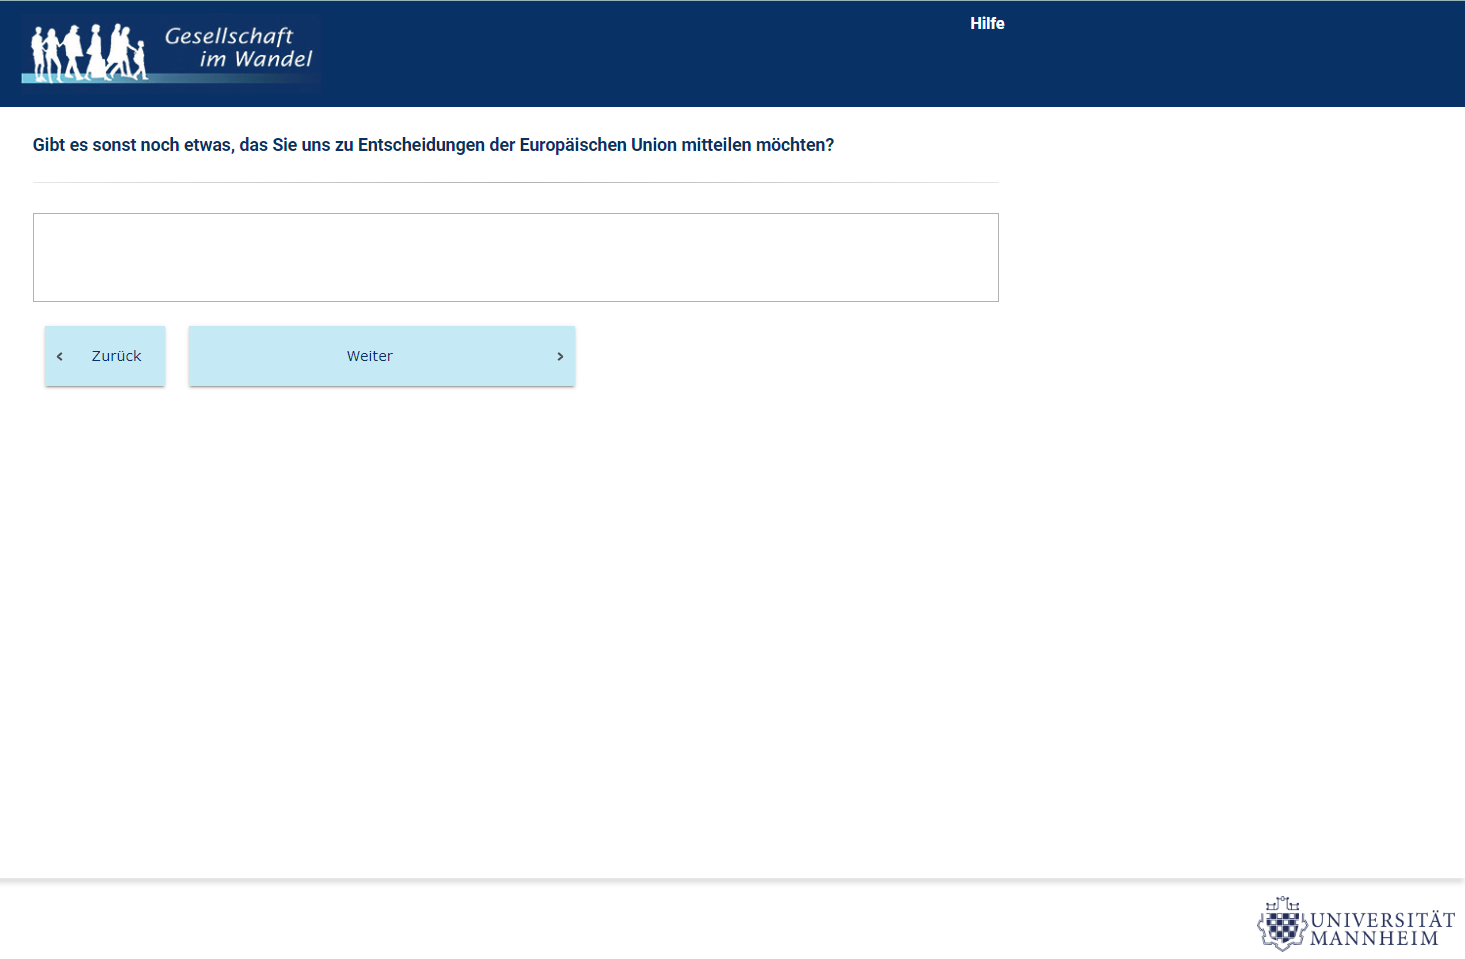 Gesellschaft
im Wandel
Hilfe
Gibt es sonst noch etwas, das Sie uns zu Entscheidungen der Europäischen Union mitteilen möchten?
Zurück
Weiter
UNIVERSITÄT
MANNHEIM